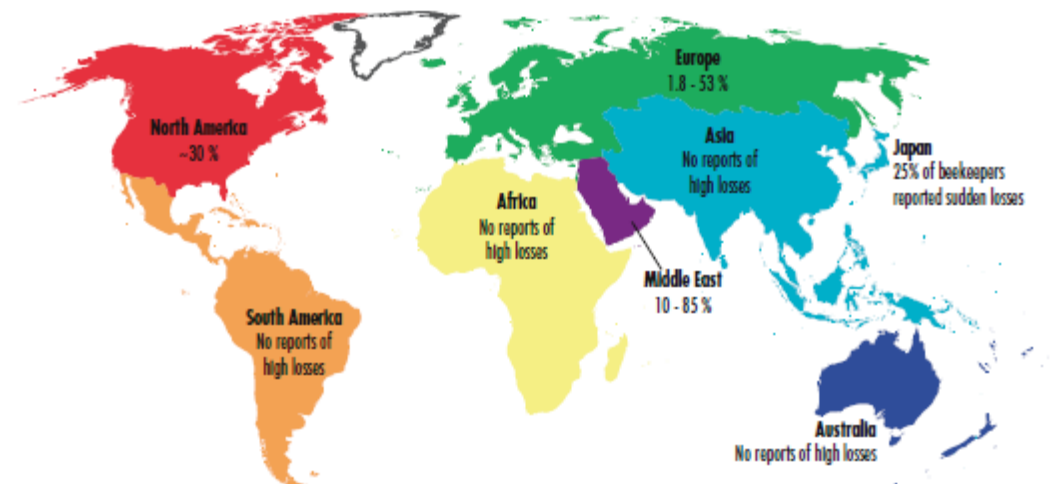 North America
~30 %
Europe
1.8 - 53 %
Asia
No reports of
high losses
Japan
25% of beekeepers
reported sudden losses
Africa
No reports of
high losses
Middle East
10 - 85 %
South America
No reports of
high losses
Australia
No reports of high losses